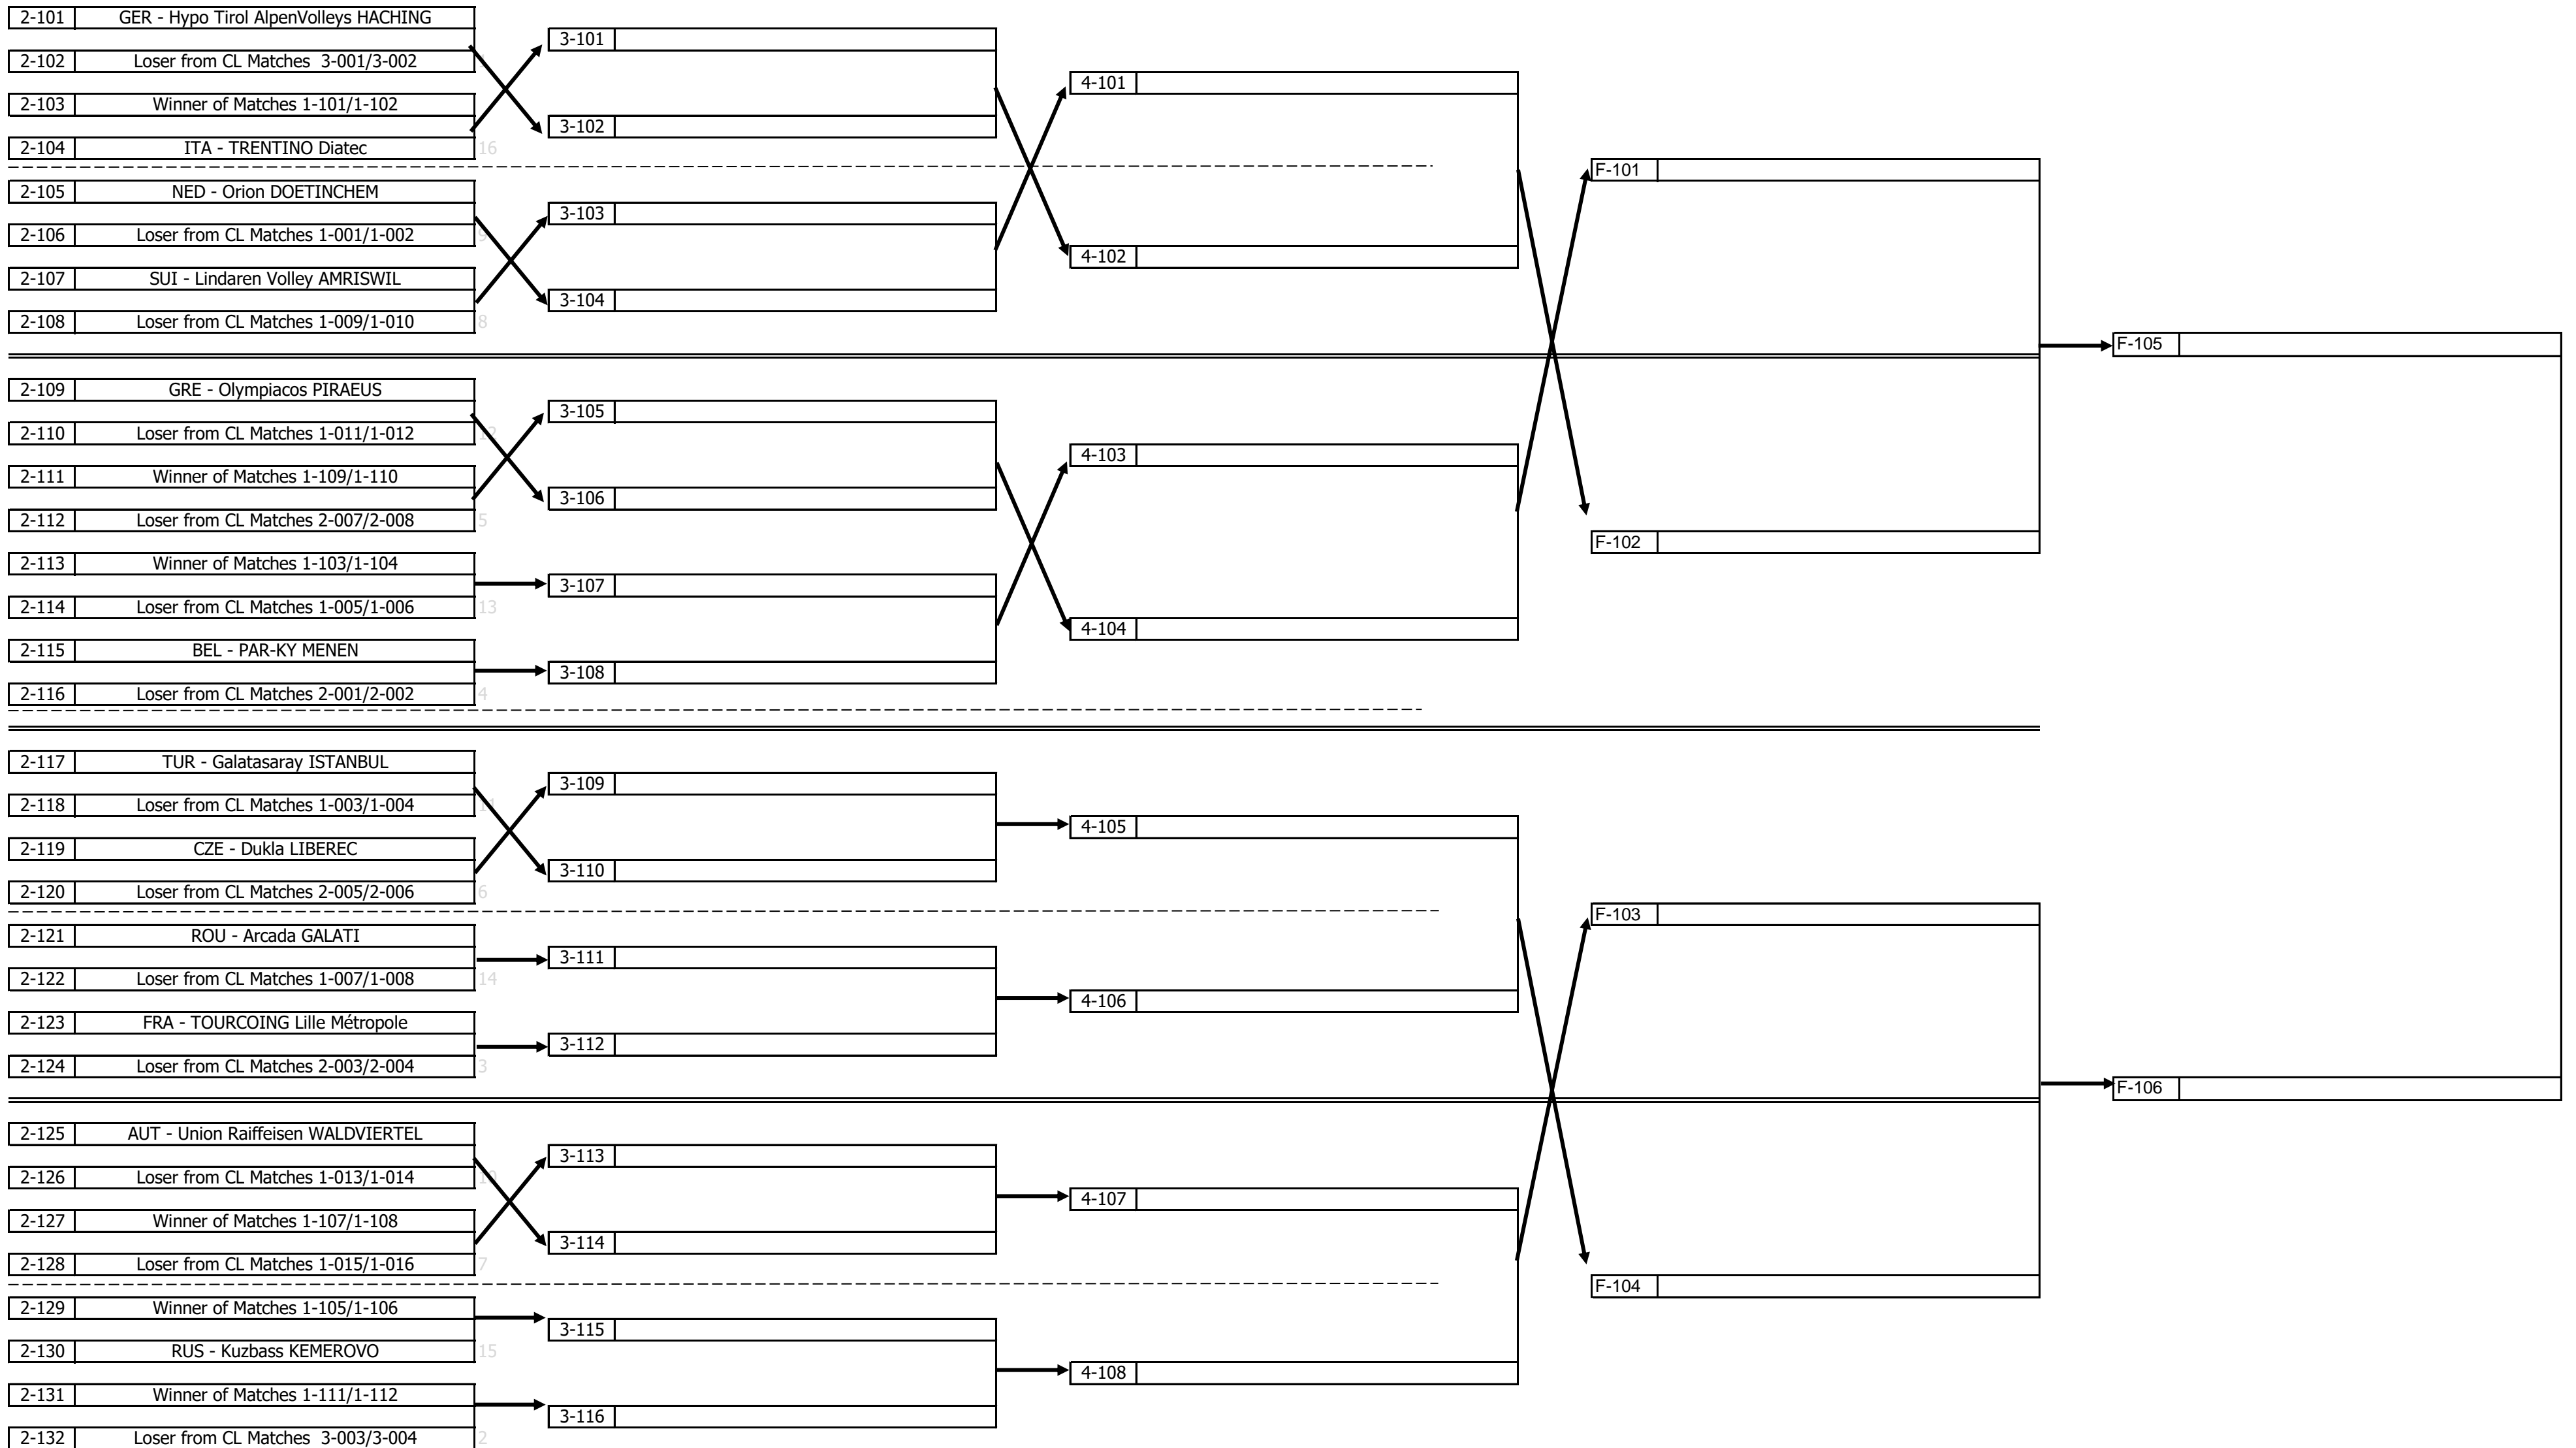 2-101 GER - Hypo Tirol AlpenVolleys HACHING
2-102 Loser from CL Matches 3-001/3-002
2-103 Winner of Matches 1-101/1-102
2-104 ITA - TRENTINO Diatec 16
2-105 NED - Orion DOETINCHEM
2-106 Loser from CL Matches 1-001/1-002 9
2-107 SUI - Lindaren Volley AMRISWIL
2-108 Loser from CL Matches 1-009/1-010 8
2-109 GRE - Olympiacos PIRAEUS
2-110 Loser from CL Matches 1-011/1-012 12
2-111 Winner of Matches 1-109/1-110
2-112 Loser from CL Matches 2-007/2-008 5
2-113 Winner of Matches 1-103/1-104
2-114 Loser from CL Matches 1-005/1-006 13
2-115 BEL - PAR-KY MENEN
2-116 Loser from CL Matches 2-001/2-002 4
2-117 TUR - Galatasaray ISTANBUL
2-118 Loser from CL Matches 1-003/1-004 11
2-119 CZE - Dukla LIBEREC
2-120 Loser from CL Matches 2-005/2-006 6
2-121 ROU - Arcada GALATI
2-122 Loser from CL Matches 1-007/1-008 14
2-123 FRA - TOURCOING Lille Métropole
2-124 Loser from CL Matches 2-003/2-004 3
2-125 AUT - Union Raiffeisen WALDVIERTEL
2-126 Loser from CL Matches 1-013/1-014 10
2-127 Winner of Matches 1-107/1-108
2-128 Loser from CL Matches 1-015/1-016 7
2-129 Winner of Matches 1-105/1-106
2-130 RUS - Kuzbass KEMEROVO 15
2-131 Winner of Matches 1-111/1-112
2-132 Loser from CL Matches 3-003/3-004 2
3-101
3-102
3-103
3-104
3-105
3-106
3-107
3-108
3-109
3-110
3-111
3-112
3-113
3-114
3-115
3-116
4-101
4-102
4-103
4-104
4-105
4-106
4-107
4-108
F-101
F-102
F-103
F-104
F-105
F-106